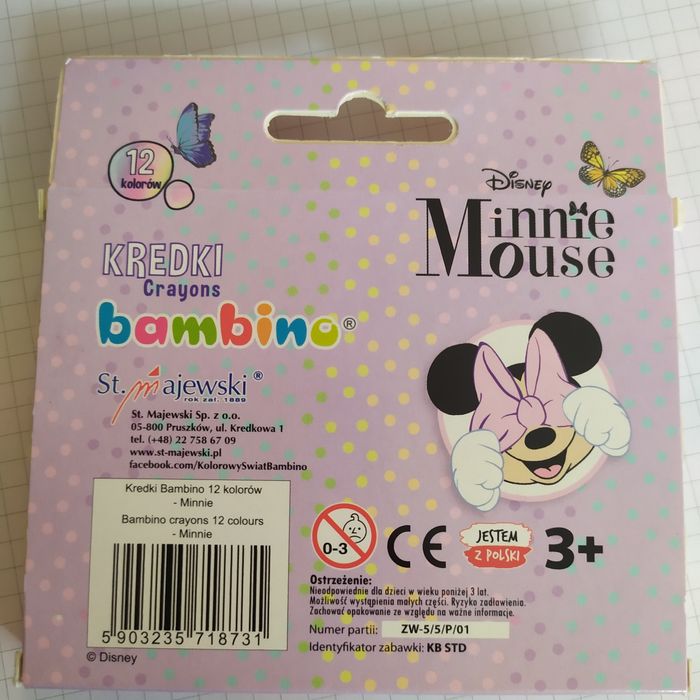 12
kolorów
KREDKI
Crayons
bambino®
St. Majewski ®
rok zał. 1889
St. Majewski Sp. z o.o.
05-800 Pruszków, ul. Kredkowa 1
tel. (+48) 22 758 67 09
www.st-majewski.pl
facebook.com/KolorowySwiatBambino
Kredki Bambino 12 kolorów
- Minnie
Bambino crayons 12 colours
- Minnie
5 903235 718731
© Disney
Disney
Minnie
Mouse
0-3
CE
JESTEM
Z POLSKI
3+
Ostrzeżenie:
Nieodpowiednie dla dzieci w wieku poniżej 3 lat.
Możliwość wystąpienia małych części. Ryzyko zadławienia.
Zachować opakowanie ze względu na ważne informacje.
Numer partii: ZW-5/5/P/01
Identyfikator zabawki: KB STD